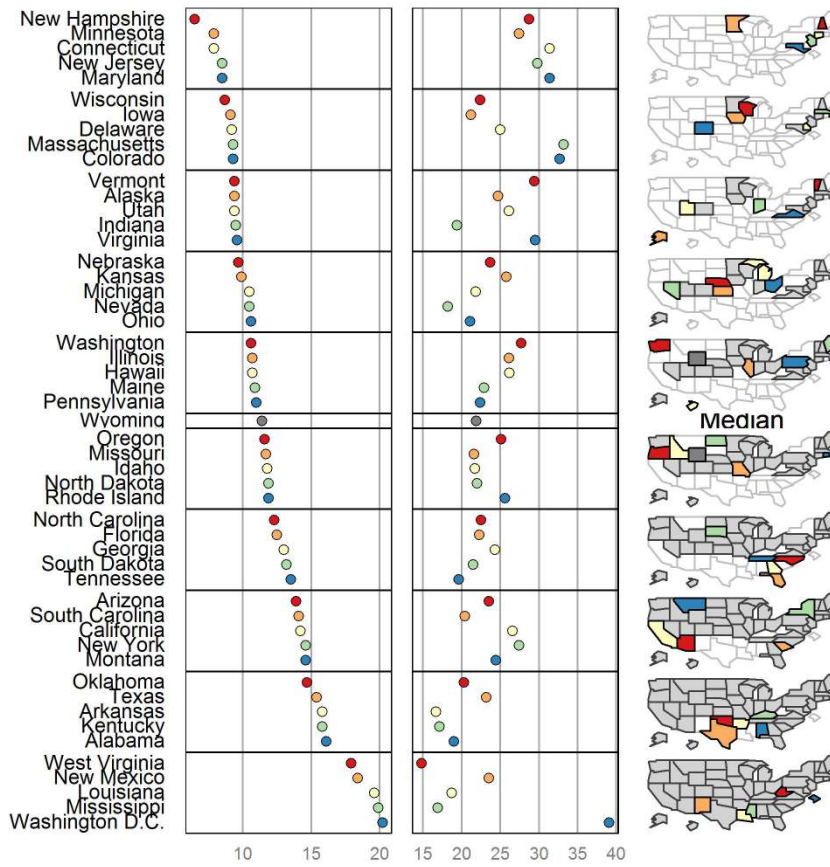 New Hampshire
Minnesota
Connecticut
New Jersey
Maryland
Wisconsin
Iowa
Delaware
Massachusetts
Colorado
Vermont
Alaska
Utah
Indiana
Virginia
Nebraska
Kansas
Michigan
Nevada
Ohio
Washington
Illinois
Hawaii
Maine
Pennsylvania
Wyoming
Median
Oregon
Missouri
Idaho
North Dakota
Rhode Island
North Carolina
Florida
Georgia
South Dakota
Tennessee
Arizona
South Carolina
California
New York
Montana
Oklahoma
Texas
Arkansas
Kentucky
Alabama
West Virginia
New Mexico
Louisiana
Mississippi
Washington D.C.
10 15 20 15 20 25 30 35 40